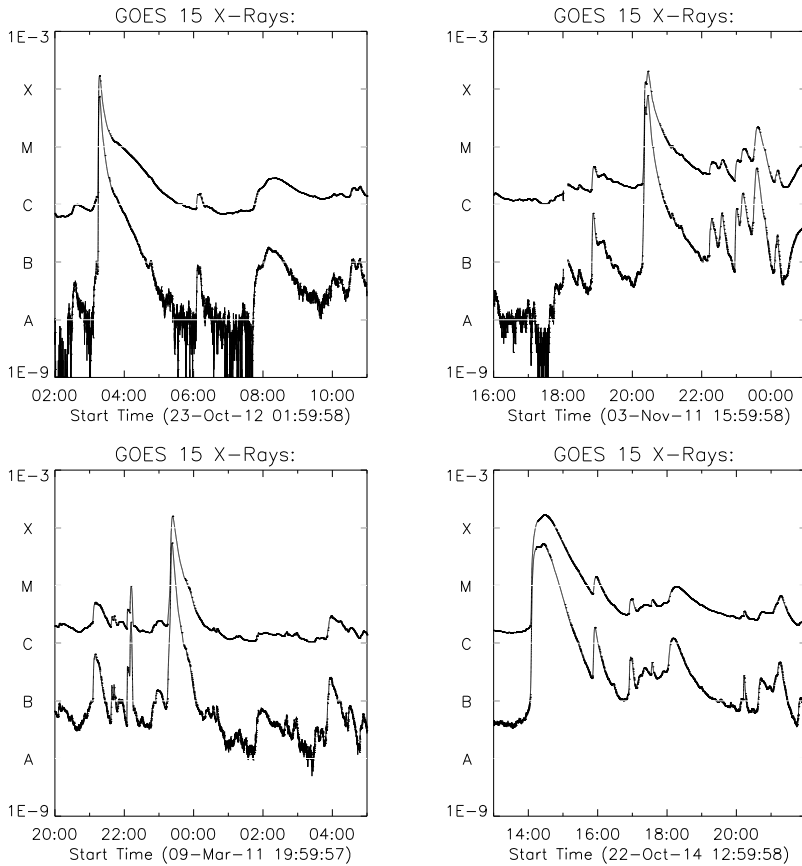 GOES 15 X-Rays:
1E-3
X
M
C
B
A
1E-9
02:00 04:00 06:00 08:00 10:00
Start Time (23-Oct-12 01:59:58)
GOES 15 X-Rays:
1E-3
X
M
C
B
A
1E-9
16:00 18:00 20:00 22:00 00:00
Start Time (03-Nov-11 15:59:58)
GOES 15 X-Rays:
1E-3
X
M
C
B
A
1E-9
20:00 22:00 00:00 02:00 04:00
Start Time (09-Mar-11 19:59:57)
GOES 15 X-Rays:
1E-3
X
M
C
B
A
1E-9
14:00 16:00 18:00 20:00
Start Time (22-Oct-14 12:59:58)